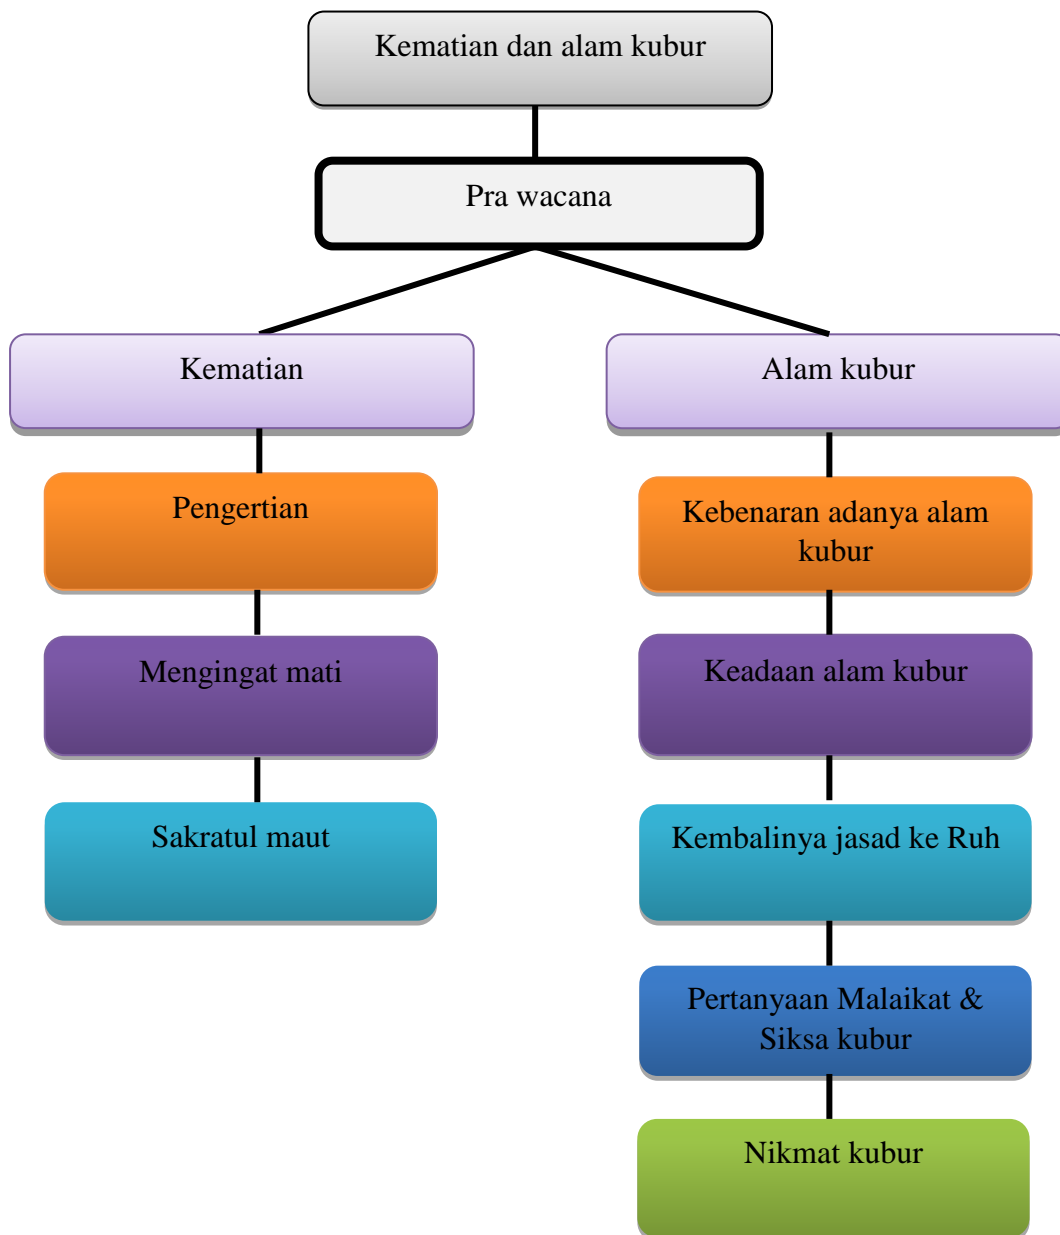 Kematian dan alam kubur
Pra wacana
Kematian
Pengertian
Mengingat mati
Sakratul maut
Alam kubur
Kebenaran adanya alam
kubur
Keadaan alam kubur
Kembalinya jasad ke Ruh
Pertanyaan Malaikat &
Siksa kubur
Nikmat kubur